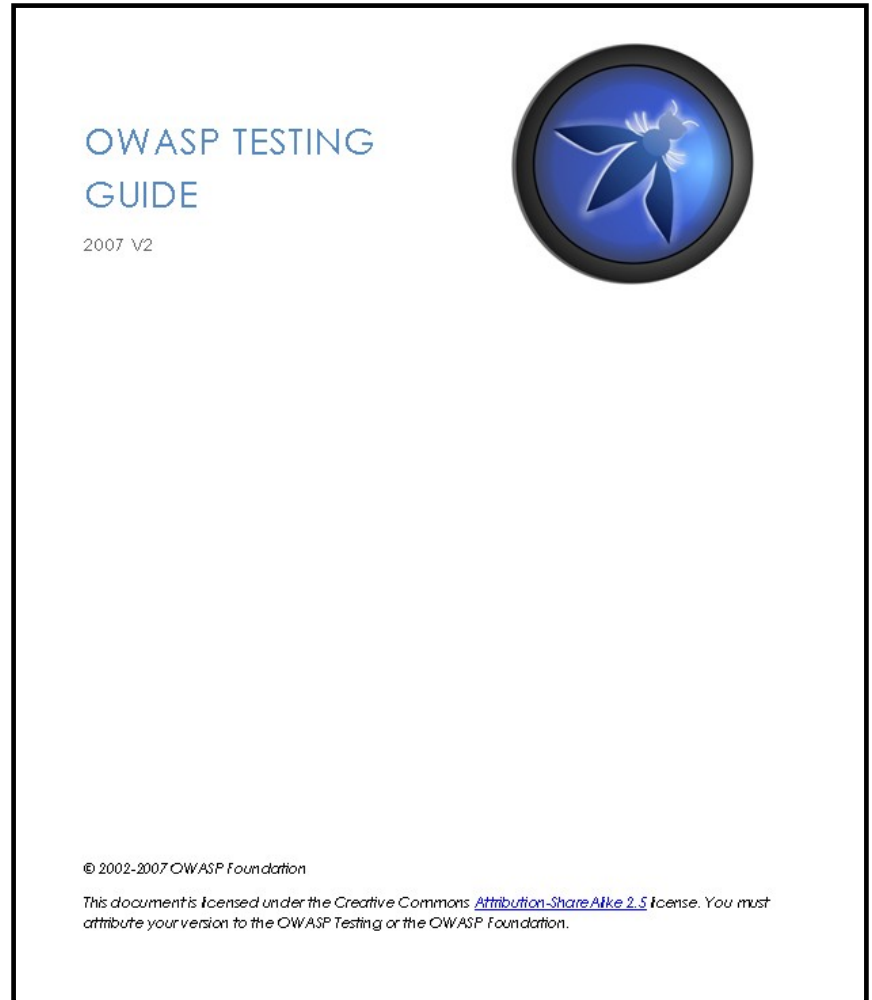 OWASP TESTING
GUIDE
2007 V2
© 2002-2007 OWASP Foundation
This document is licensed under the Creative Commons Attribution-ShareAlike 2.5 license. You must
attribute your version to the OWASP Testing or the OWASP Foundation.